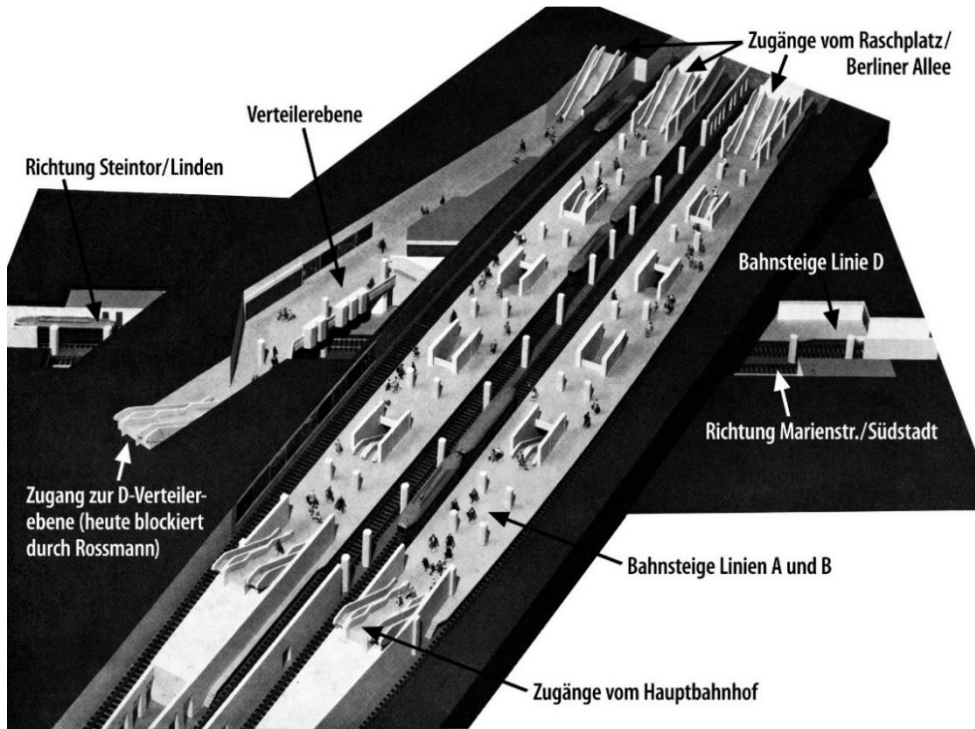 Zugänge vom Raschplatz/
Berliner Allee
Verteilerebene
Richtung Steintor/Linden
Bahnsteige Linie D
Richtung Marienstr./Südstadt
Zugang zur D-Verteiler-
ebene (heute blockiert
durch Rossmann)
Bahnsteige Linien A und B
Zugänge vom Hauptbahnhof